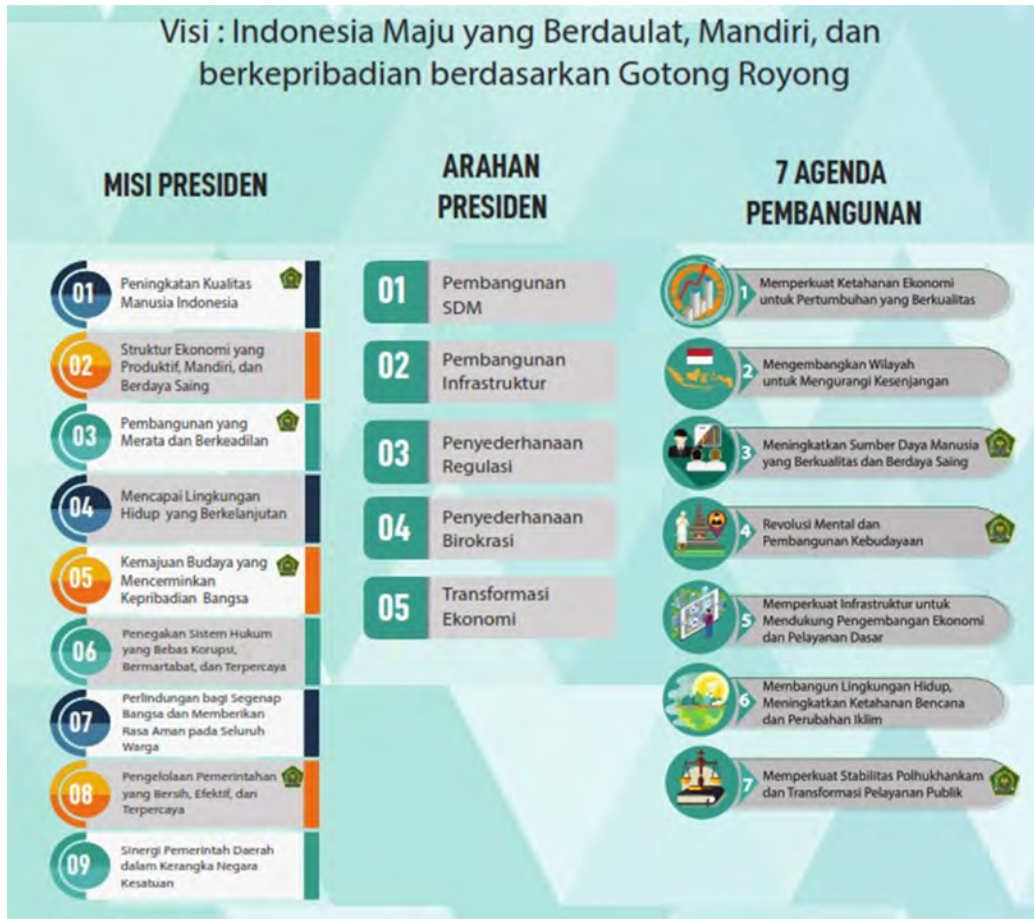 Visi : Indonesia Maju yang Berdaulat, Mandiri, dan
berkepribadian berdasarkan Gotong Royong
MISI PRESIDEN
01
Peningkatan Kualitas
Manusia Indonesia
02
Struktur Ekonomi yang
Produktif, Mandiri, dan
Berdaya Saing
03
Pembangunan yang
Merata dan Berkeadilan
04
Mencapai Lingkungan
Hidup yang Berkelanjutan
05
Kemajuan Budaya yang
Mencerminkan
Kepribadian Bangsa
06
Penegakan Sistem Hukum
yang Bebas Korupsi,
Bermartabat, dan Terpercaya
07
Perlindungan bagi Segenap
Bangsa dan Memberikan
Rasa Aman pada Seluruh
Warga
08
Pengelolaan Pemerintahan
yang Bersih, Efektif, dan
Terpercaya
09
Sinergi Pemerintah Daerah
dalam Kerangka Negara
Kesatuan
ARAHAN
PRESIDEN
01
Pembangunan
SDM
02
Pembangunan
Infrastruktur
03
Penyederhanaan
Regulasi
04
Penyederhanaan
Birokrasi
05
Transformasi
Ekonomi
7 AGENDA
PEMBANGUNAN
1
Memperkuat Ketahanan Ekonomi
untuk Pertumbuhan yang Berkualitas
2
Mengembangkan Wilayah
untuk Mengurangi Kesenjangan
3
Meningkatkan Sumber Daya Manusia
yang Berkualitas dan Berdaya Saing
4
Revolusi Mental dan
Pembangunan Kebudayaan
5
Memperkuat Infrastruktur untuk
Mendukung Pengembangan Ekonomi
dan Pelayanan Dasar
6
Membangun Lingkungan Hidup,
Meningkatkan Ketahanan Bencana
dan Perubahan Iklim
7
Memperkuat Stabilitas Polhukhankam
dan Transformasi Pelayanan Publik